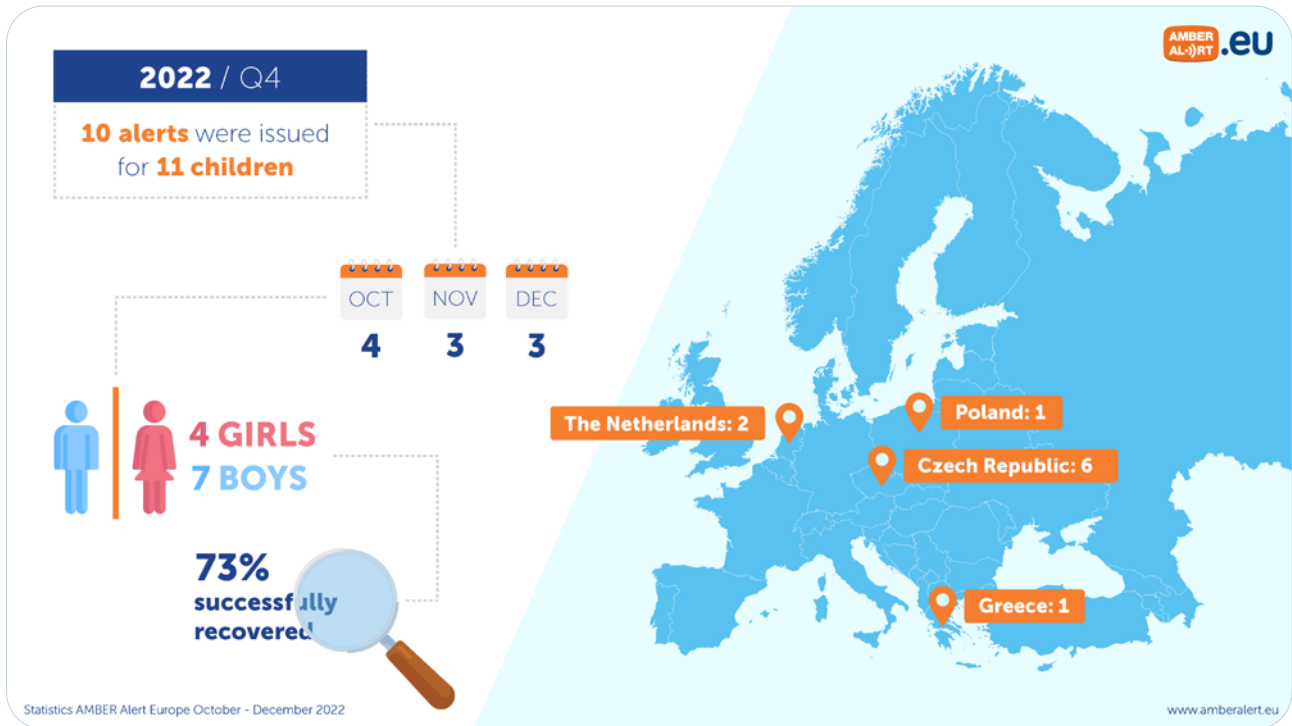 2022 / Q4
10 alerts were issued
for 11 children
OCT
NOV
DEC
4
3
3
4 GIRLS
7 BOYS
73%
successfully
recovered
Statistics AMBER Alert Europe October - December 2022
AMBER
AL·))RT
.eu
The Netherlands: 2
Poland: 1
Czech Republic: 6
Greece: 1
www.amberalert.eu